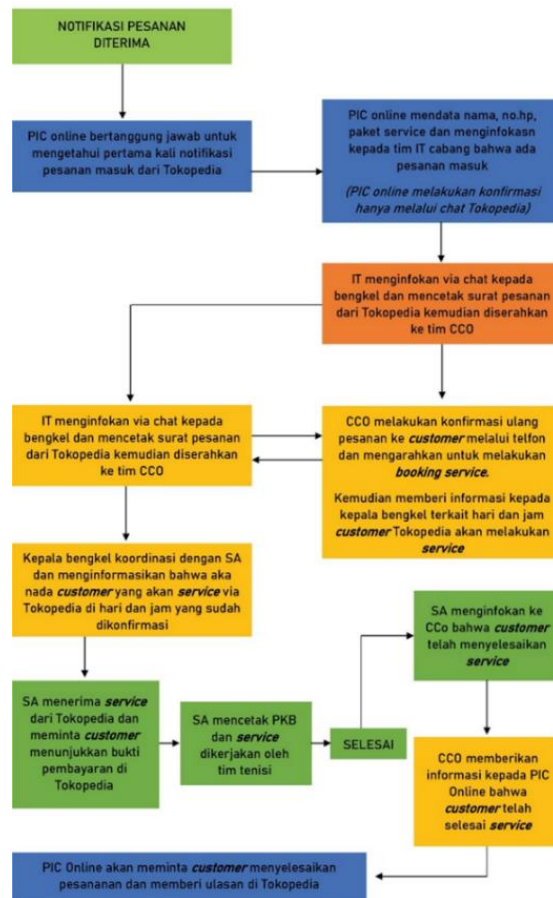 NOTIFIKASI PESANAN
DITERIMA
PIC online bertanggung jawab untuk
mengetahui pertama kali notifikasi
pesanan masuk dari Tokopedia
PIC online mendata nama, no.hp,
paket service dan menginfokasn
kepada tim IT cabang bahwa ada
pesanan masuk
(PIC online melakukan konfirmasi
hanya melalui chat Tokopedia)
IT menginfokan via chat kepada
bengkel dan mencetak surat pesanan
dari Tokopedia kemudian diserahkan
ke tim CCO
IT menginfokan via chat kepada
bengkel dan mencetak surat pesanan
dari Tokopedia kemudian diserahkan
ke tim CCO
CCO melakukan konfirmasi ulang
pesanan ke customer melalui telfon
dan mengarahkan untuk melakukan
booking service.
Kemudian memberi informasi kepada
kepala bengkel terkait hari dan jam
customer Tokopedia akan melakukan
service
Kepala bengkel koordinasi dengan SA
dan menginformasikan bahwa aka
nada customer yang akan service via
Tokopedia di hari dan jam yang sudah
dikonfirmasi
SA menerima service
dari Tokopedia dan
meminta customer
menunjukkan bukti
pembayaran di
Tokopedia
SA mencetak PKB
dan service
dikerjakan oleh
tim tenisi
SELESAI
SA menginfokan ke
CCo bahwa customer
telah menyelesaikan
service
CCO memberikan
informasi kepada PIC
Online bahwa
customer telah
selesai service
PIC Online akan meminta customer menyelesaikan
pesananan dan memberi ulasan di Tokopedia